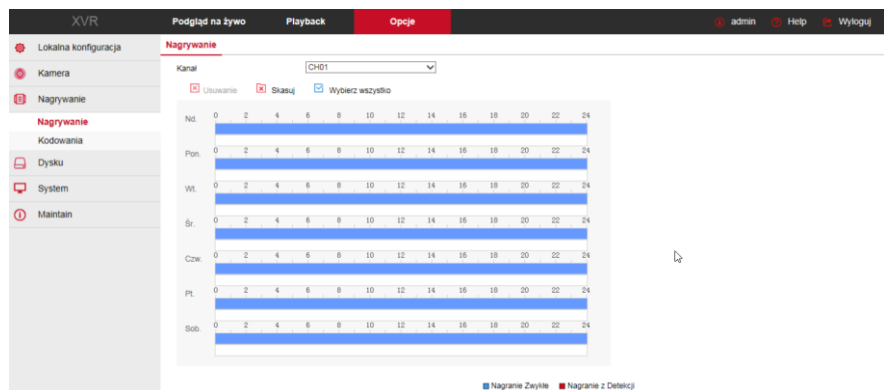 XVR Podgląd na żywo Playback Opcje admin Help Wyloguj
Lokalna konfiguracja
Kamera
Nagrywanie
Nagrywanie
Kodowania
Dysku
System
Maintain
Nagrywanie
Kanał CH01
Usuwanie Skasuj Wybierz wszystko
Nd. 0 2 4 6 8 10 12 14 16 18 20 22 24
Pon. 0 2 4 6 8 10 12 14 16 18 20 22 24
Wt. 0 2 4 6 8 10 12 14 16 18 20 22 24
Śr. 0 2 4 6 8 10 12 14 16 18 20 22 24
Czw. 0 2 4 6 8 10 12 14 16 18 20 22 24
Pt. 0 2 4 6 8 10 12 14 16 18 20 22 24
Sob. 0 2 4 6 8 10 12 14 16 18 20 22 24
Nagranie Zwykłe Nagranie z Detekcji